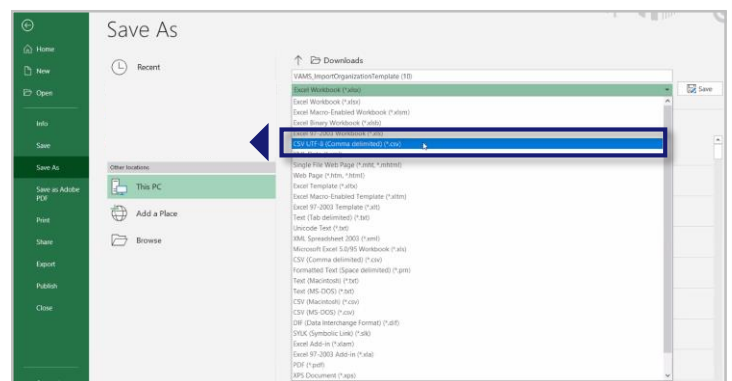 Save As
Home
New
Open
Info
Save
Save As
Save as Adobe
PDF
Print
Share
Export
Publish
Close
Recent
Other locations
This PC
Add a Place
Browse
Downloads
VAMS_ImportOrganizationTemplate (10)
Excel Workbook (*.xlsx)
Save
Excel Workbook (*.xlsx)
Excel Macro-Enabled Workbook (*.xlsm)
Excel Binary Workbook (*.xlsb)
Excel 97-2003 Workbook (*.xls)
CSV UTF-8 (Comma delimited) (*.csv)
Single File Web Page (*.mht, *.mhtml)
Web Page (*.htm, *.html)
Excel Template (*.xltx)
Excel Macro-Enabled Template (*.xltm)
Excel 97-2003 Template (*.xlt)
Text (Tab delimited) (*.txt)
Unicode Text (*.txt)
XML Spreadsheet 2003 (*.xml)
Microsoft Excel 5.0/95 Workbook (*.xls)
CSV (Comma delimited) (*.csv)
Formatted Text (Space delimited) (*.prn)
Text (Macintosh) (*.txt)
Text (MS-DOS) (*.txt)
CSV (Macintosh) (*.csv)
CSV (MS-DOS) (*.csv)
DIF (Data Interchange Format) (*.dif)
SYLK (Symbolic Link) (*.slk)
Excel Add-in (*.xlam)
Excel 97-2003 Add-in (*.xla)
PDF (*.pdf)
XPS Document (*.xps)